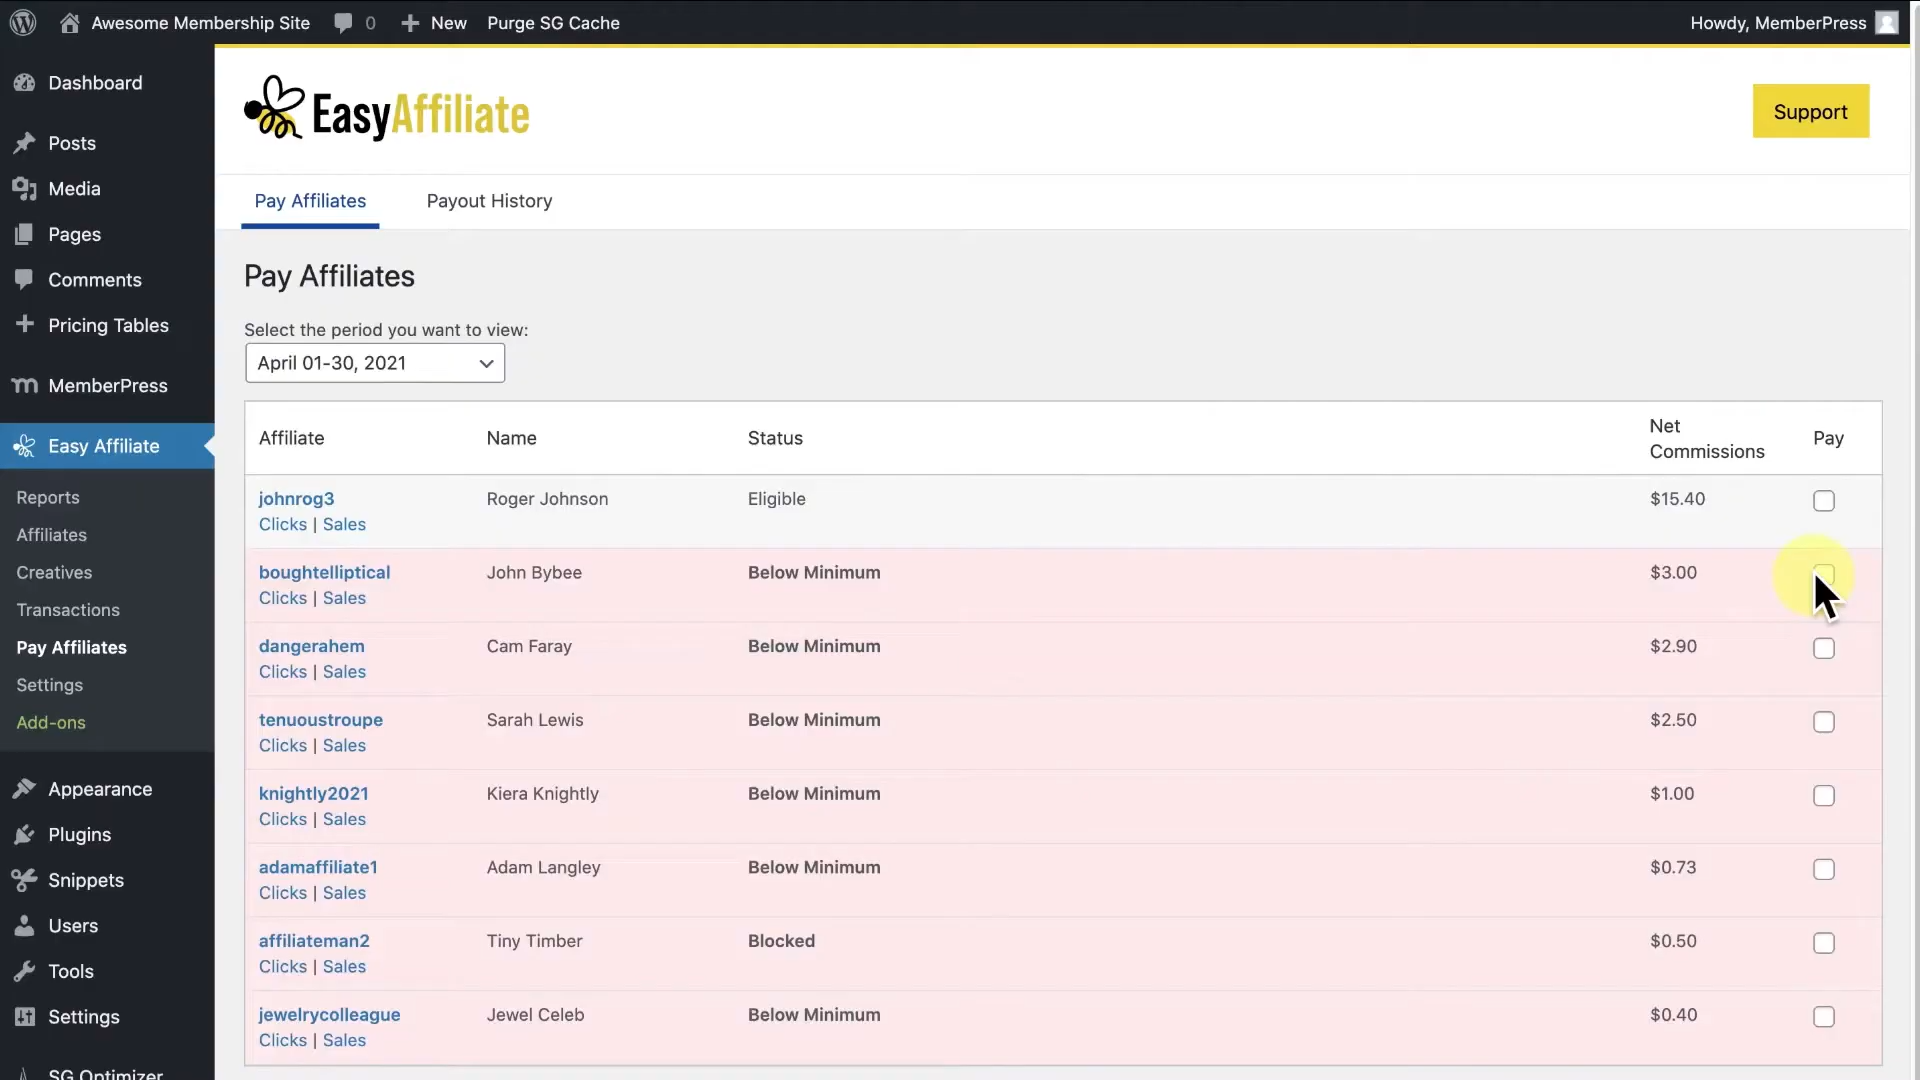 Awesome Membership Site 0 New Purge SG Cache Howdy, MemberPress
Dashboard
Posts
Media
Pages
Comments
Pricing Tables
MemberPress
Easy Affiliate
Reports
Affiliates
Creatives
Transactions
Pay Affiliates
Settings
Add-ons
Appearance
Plugins
Snippets
Users
Tools
Settings
SG Optimizer
EasyAffiliate
Support
Pay Affiliates Payout History
Pay Affiliates
Select the period you want to view:
April 01-30, 2021
Affiliate Name Status Net Commissions Pay
johnrog3 Roger Johnson Eligible $15.40
Clicks | Sales
boughtelliptical John Bybee Below Minimum $3.00
Clicks | Sales
dangerahem Cam Faray Below Minimum $2.90
Clicks | Sales
tenuoustroupe Sarah Lewis Below Minimum $2.50
Clicks | Sales
knightly2021 Kiera Knightly Below Minimum $1.00
Clicks | Sales
adamaffiliate1 Adam Langley Below Minimum $0.73
Clicks | Sales
affiliateman2 Tiny Timber Blocked $0.50
Clicks | Sales
jewelrycolleague Jewel Celeb Below Minimum $0.40
Clicks | Sales